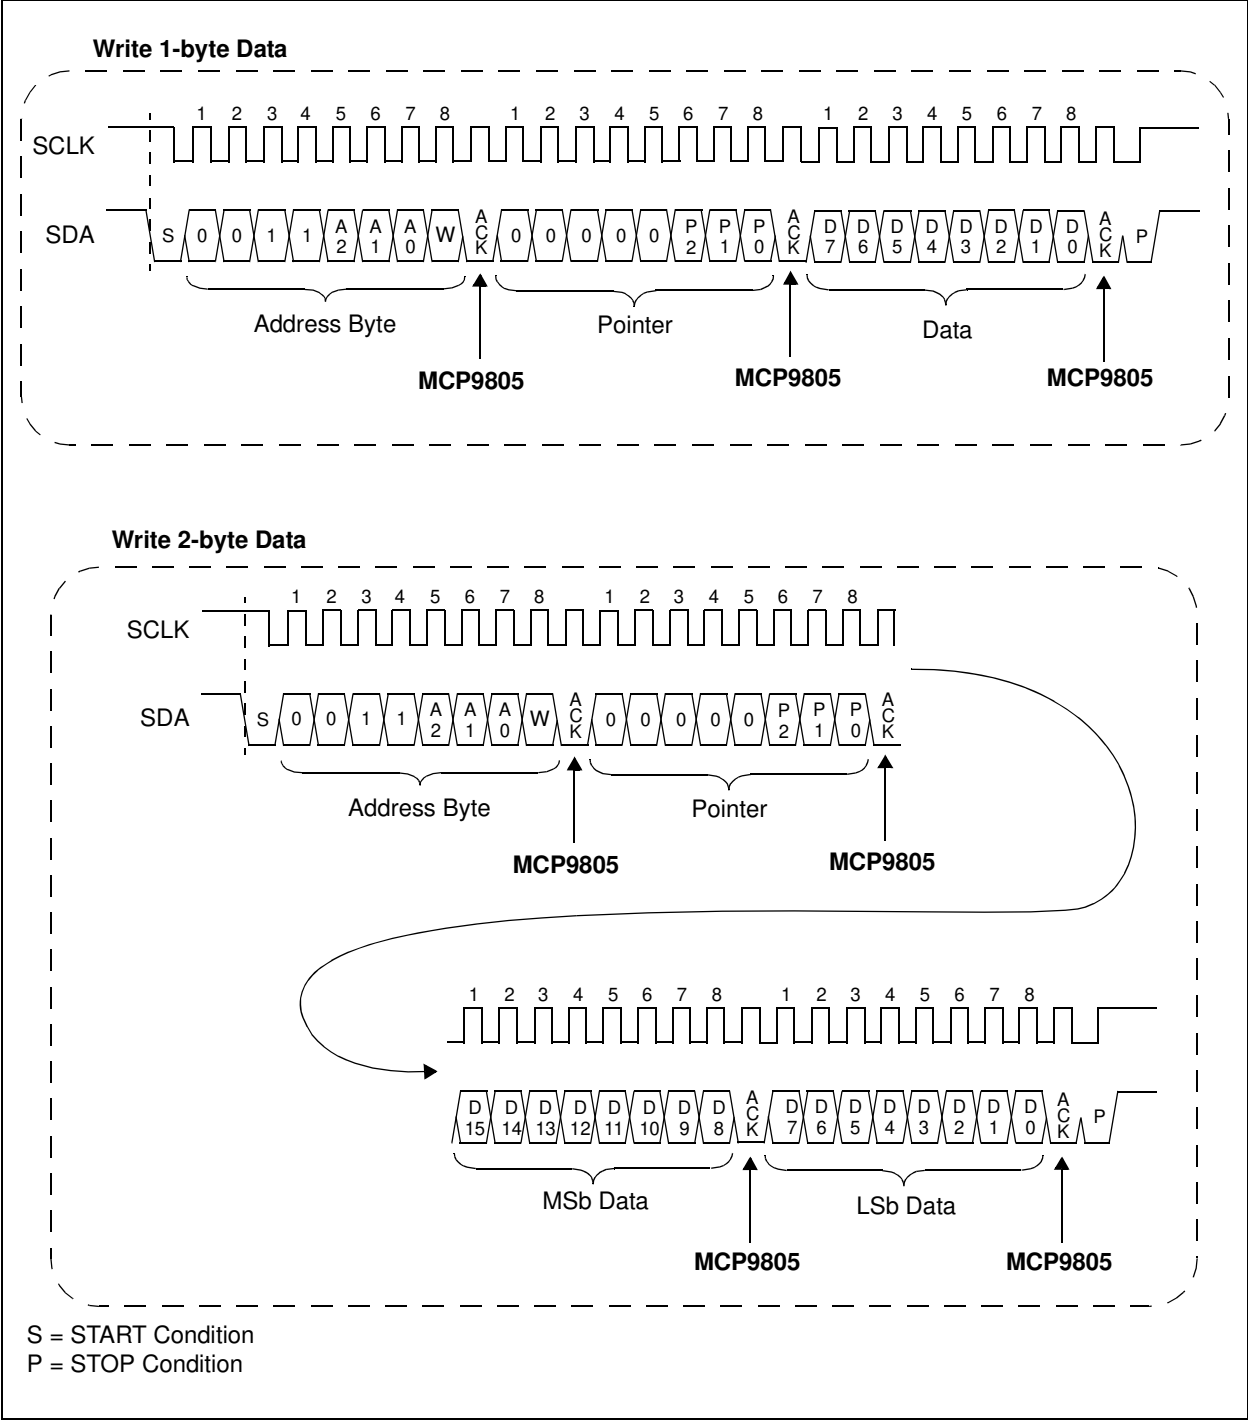 Write 1-byte Data
1 2 3 4 5 6 7 8 1 2 3 4 5 6 7 8 1 2 3 4 5 6 7 8
SCLK
SDA S 0 0 1 1 A2 A1 A0 W ACK 0 0 0 0 0 P2 P1 P0 ACK D7 D6 D5 D4 D3 D2 D1 D0 ACK P
Address Byte Pointer Data
MCP9805 MCP9805 MCP9805
Write 2-byte Data
1 2 3 4 5 6 7 8 1 2 3 4 5 6 7 8
SCLK
SDA S 0 0 1 1 A2 A1 A0 W ACK 0 0 0 0 0 P2 P1 P0 ACK
Address Byte Pointer
MCP9805 MCP9805
1 2 3 4 5 6 7 8 1 2 3 4 5 6 7 8
D15 D14 D13 D12 D11 D10 D9 D8 ACK D7 D6 D5 D4 D3 D2 D1 D0 ACK P
MSb Data LSb Data
MCP9805 MCP9805
S = START Condition
P = STOP Condition